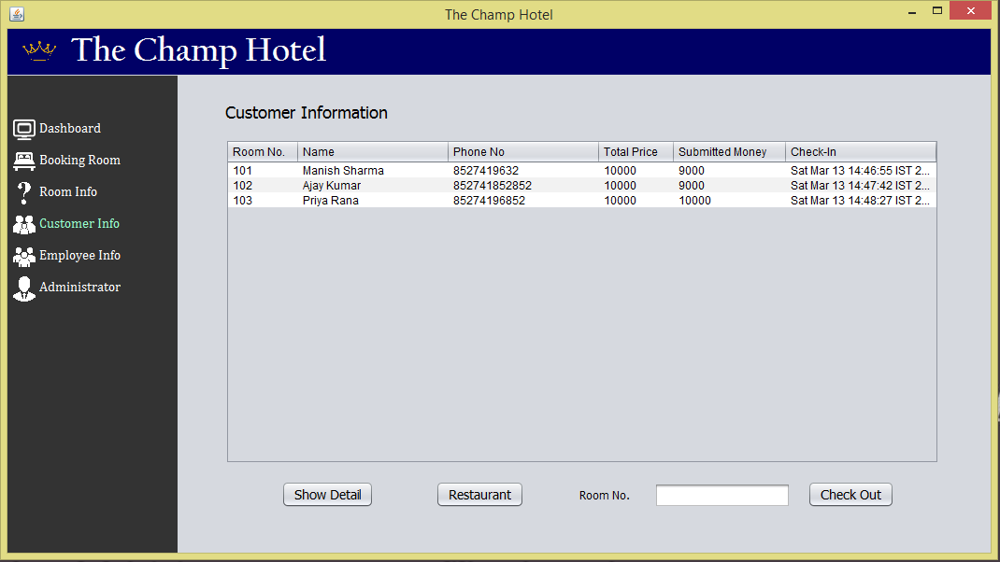 The Champ Hotel
The Champ Hotel
Dashboard
Booking Room
Room Info
Customer Info
Employee Info
Administrator
Customer Information
Room No. Name Phone No Total Price Submitted Money Check-In
101 Manish Sharma 8527419632 10000 9000 Sat Mar 13 14:46:55 IST 2...
102 Ajay Kumar 852741852852 10000 9000 Sat Mar 13 14:47:42 IST 2...
103 Priya Rana 85274196852 10000 10000 Sat Mar 13 14:48:27 IST 2...
Show Detail Restaurant Room No. Check Out